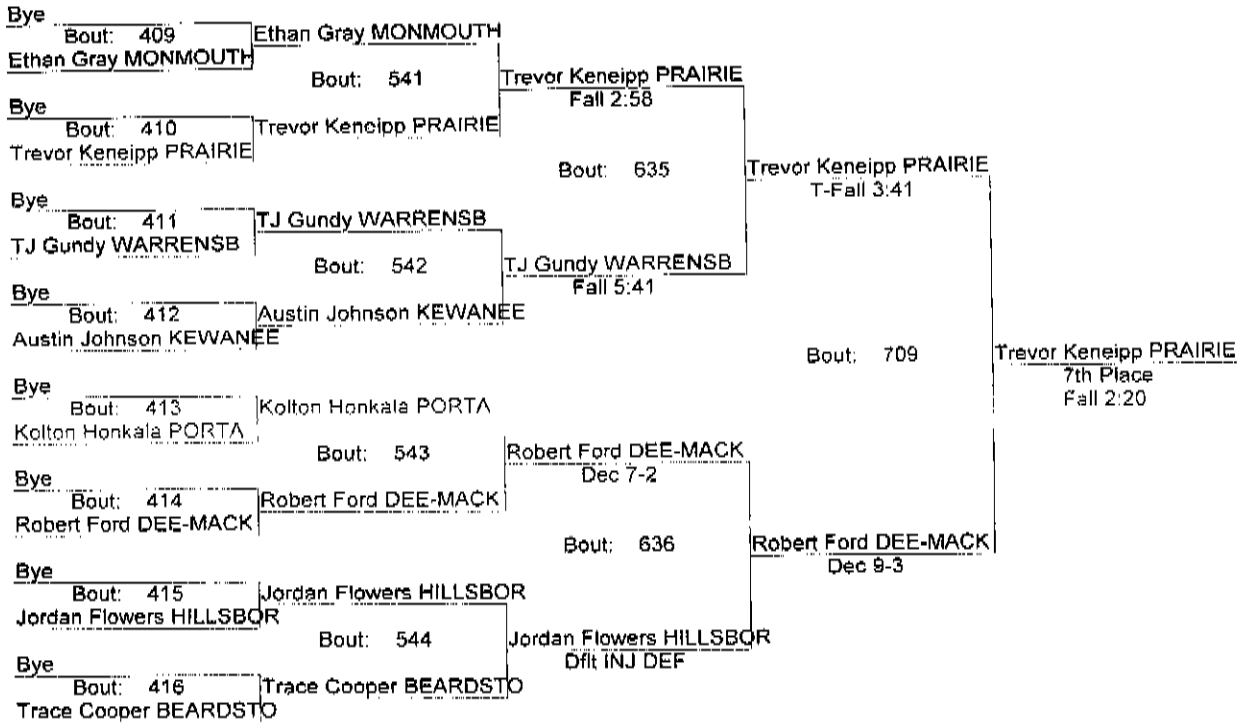 Bye
Bout: 409
Ethan Gray MONMOUTH
Ethan Gray MONMOUTH
Bout: 541
Bye
Bout: 410
Trevor Keneipp PRAIRIE
Trevor Keneipp PRAIRIE
Trevor Keneipp PRAIRIE
Fall 2:58
Bout: 635
Bye
Bout: 411
TJ Gundy WARRENSB
TJ Gundy WARRENSB
Bout: 542
Bye
Bout: 412
Austin Johnson KEWANEE
Austin Johnson KEWANEE
TJ Gundy WARRENSB
Fall 5:41
Trevor Keneipp PRAIRIE
T-Fall 3:41
Bout: 709
Bye
Bout: 413
Kolton Honkala PORTA
Kolton Honkala PORTA
Bout: 543
Bye
Bout: 414
Robert Ford DEE-MACK
Robert Ford DEE-MACK
Robert Ford DEE-MACK
Dec 7-2
Bout: 636
Bye
Bout: 415
Jordan Flowers HILLSBOR
Jordan Flowers HILLSBOR
Bout: 544
Bye
Bout: 416
Trace Cooper BEARDSTO
Trace Cooper BEARDSTO
Jordan Flowers HILLSBOR
Dflt INJ DEF
Robert Ford DEE-MACK
Dec 9-3
Trevor Keneipp PRAIRIE
7th Place
Fall 2:20